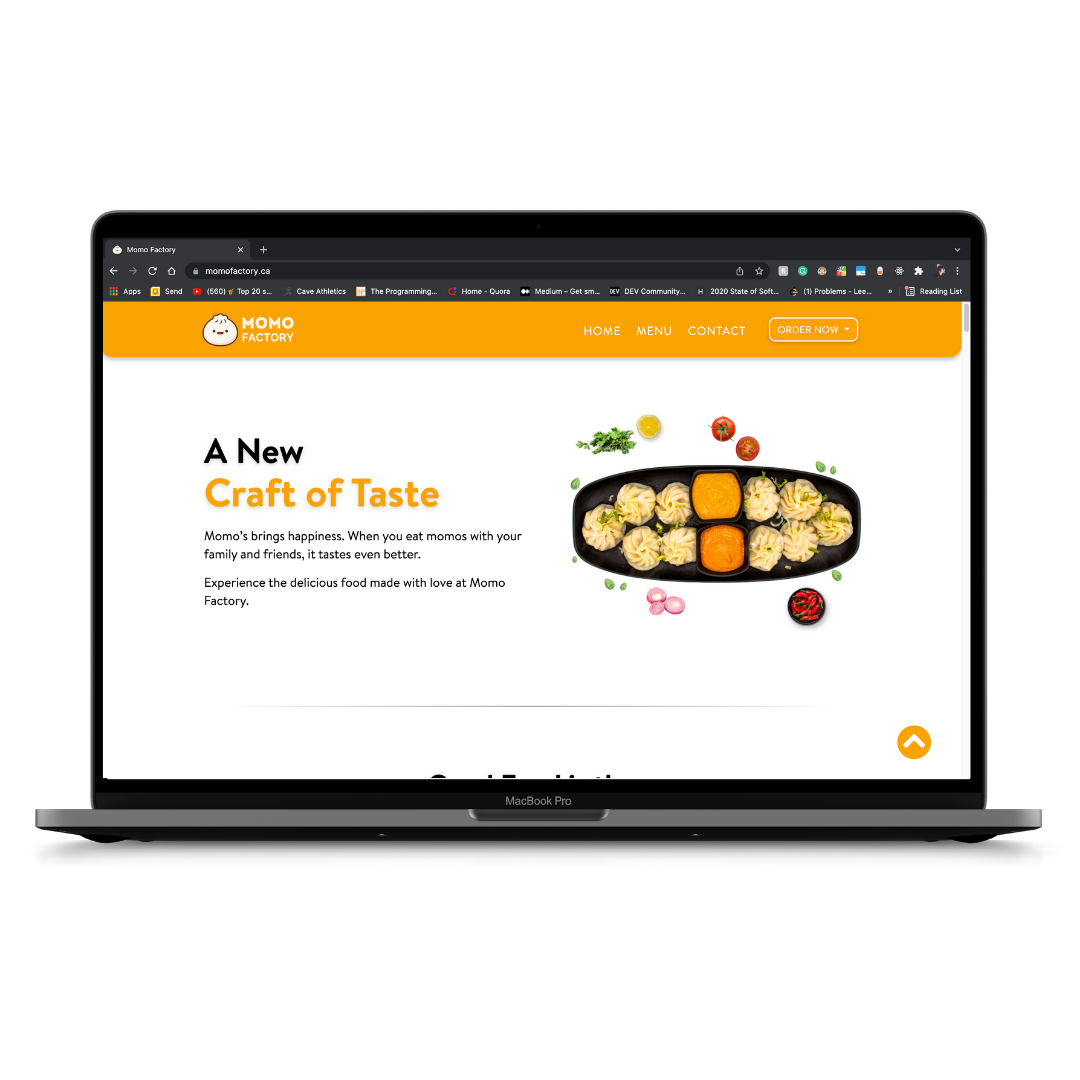 Momo Factory
momofactory.ca
Apps Send (560) Top 20 s... Cave Athletics The Programming... Home - Quora Medium – Get sm... DEV Community... 2020 State of Soft... (1) Problems - Lee... » Reading List
MOMO
FACTORY
HOME MENU CONTACT ORDER NOW
A New
Craft of Taste
Momo's brings happiness. When you eat momos with your
family and friends, it tastes even better.
Experience the delicious food made with love at Momo
Factory.
MacBook Pro